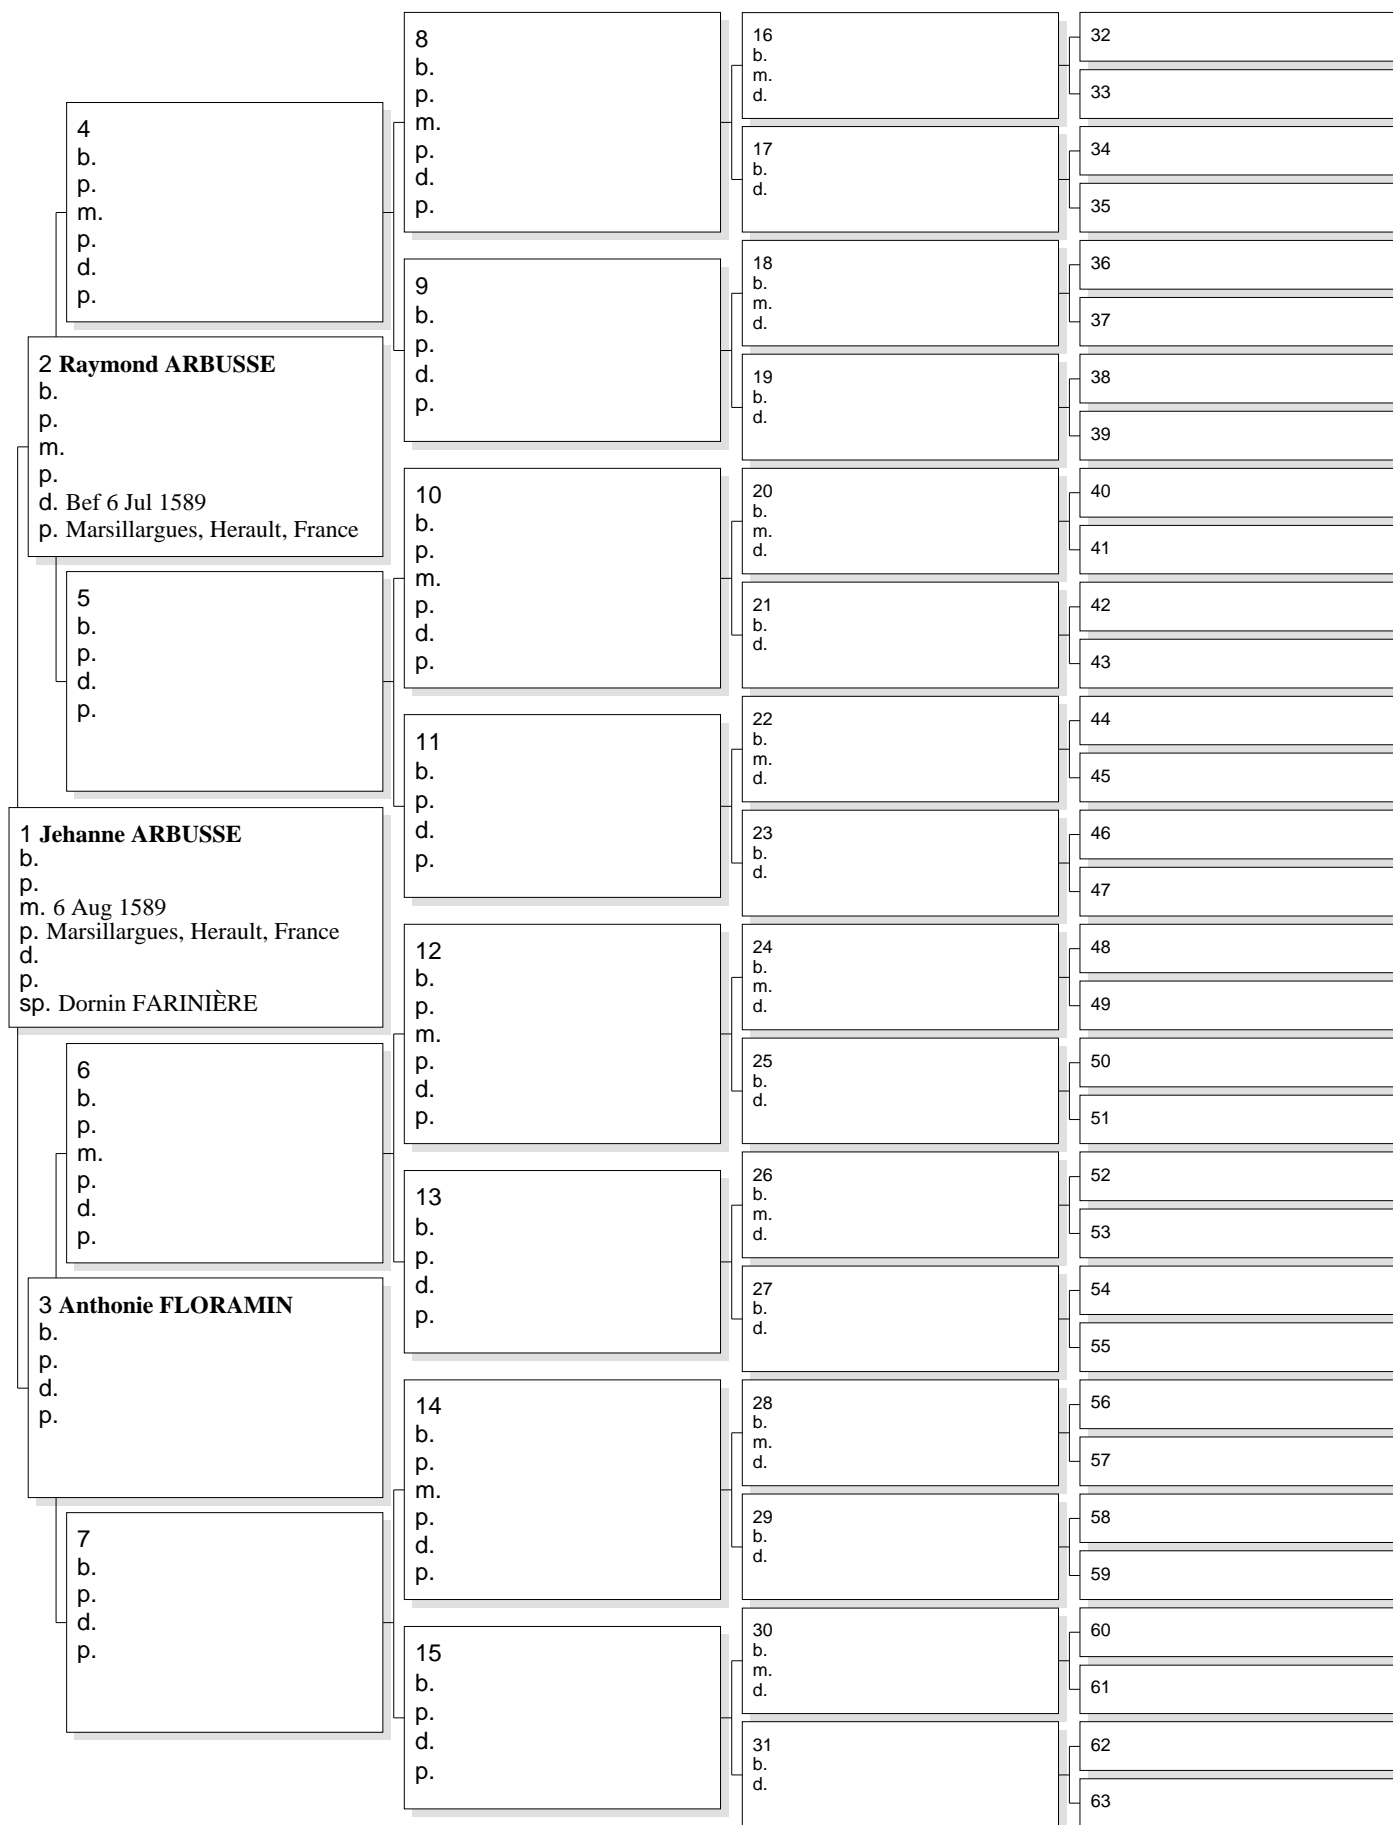 8
b.
p.
m.
p.
d.
p.
4
b.
p.
m.
p.
d.
p.
9
b.
p.
d.
p.
2 Raymond ARBUSSE
b.
p.
m.
p.
d. Bef 6 Jul 1589
p. Marsillargues, Herault, France
10
b.
p.
m.
p.
d.
p.
5
b.
p.
d.
p.
11
b.
p.
d.
p.
1 Jehanne ARBUSSE
b.
p.
m. 6 Aug 1589
p. Marsillargues, Herault, France
d.
p.
sp. Dornin FARINIÈRE
12
b.
p.
m.
p.
d.
p.
6
b.
p.
m.
p.
d.
p.
13
b.
p.
d.
p.
3 Anthonie FLORAMIN
b.
p.
d.
p.
14
b.
p.
m.
p.
d.
p.
7
b.
p.
d.
p.
15
b.
p.
d.
p.
16
b.
m.
d.
17
b.
d.
18
b.
m.
d.
19
b.
d.
20
b.
m.
d.
21
b.
d.
22
b.
m.
d.
23
b.
d.
24
b.
m.
d.
25
b.
d.
26
b.
m.
d.
27
b.
d.
28
b.
m.
d.
29
b.
d.
30
b.
m.
d.
31
b.
d.
32
33
34
35
36
37
38
39
40
41
42
43
44
45
46
47
48
49
50
51
52
53
54
55
56
57
58
59
60
61
62
63